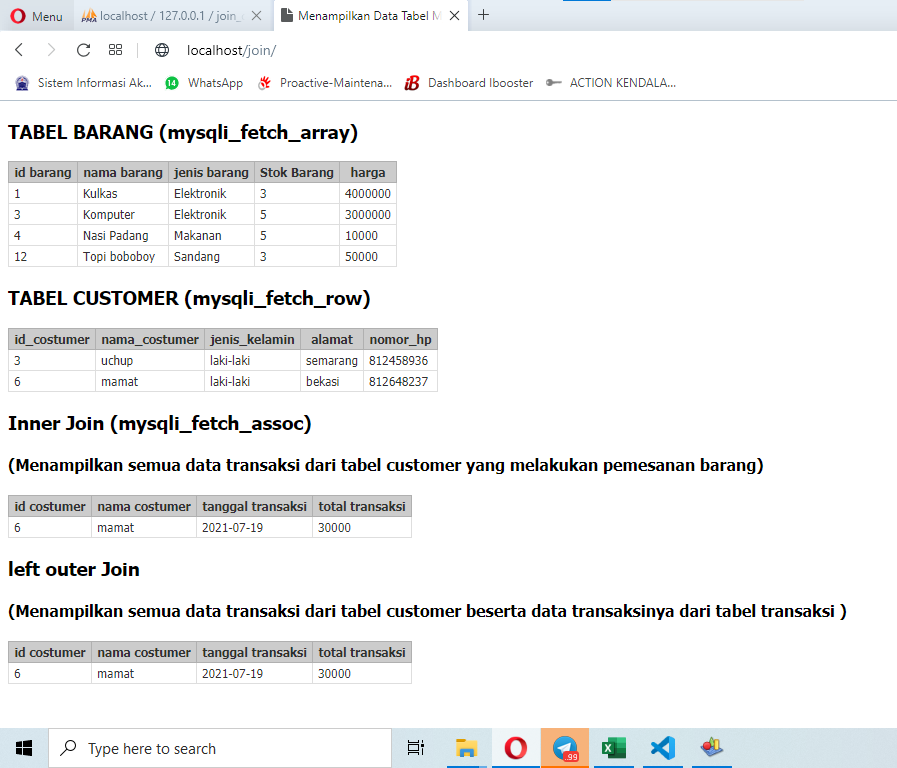 Menu
localhost / 127.0.0.1 / join_
Menampilkan Data Tabel M
localhost/join/
Sistem Informasi Ak...
14
WhatsApp
Proactive-Maintena...
iB
Dashboard Ibooster
ACTION KENDALA...
TABEL BARANG (mysqli_fetch_array)
id barang nama barang jenis barang Stok Barang harga
1 Kulkas Elektronik 3 4000000
3 Komputer Elektronik 5 3000000
4 Nasi Padang Makanan 5 10000
12 Topi boboboy Sandang 3 50000
TABEL CUSTOMER (mysqli_fetch_row)
id_costumer nama_costumer jenis_kelamin alamat nomor_hp
3 uchup laki-laki semarang 812458936
6 mamat laki-laki bekasi 812648237
Inner Join (mysqli_fetch_assoc)
(Menampilkan semua data transaksi dari tabel customer yang melakukan pemesanan barang)
id costumer nama costumer tanggal transaksi total transaksi
6 mamat 2021-07-19 30000
left outer Join
(Menampilkan semua data transaksi dari tabel customer beserta data transaksinya dari tabel transaksi )
id costumer nama costumer tanggal transaksi total transaksi
6 mamat 2021-07-19 30000
Type here to search
99